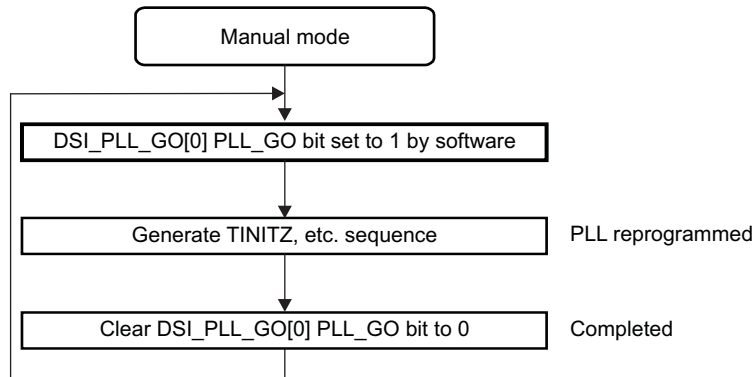 Manual mode
DSI_PLL_GO[0] PLL_GO bit set to 1 by software
Generate TINITZ, etc. sequence
PLL reprogrammed
Clear DSI_PLL_GO[0] PLL_GO bit to 0
Completed